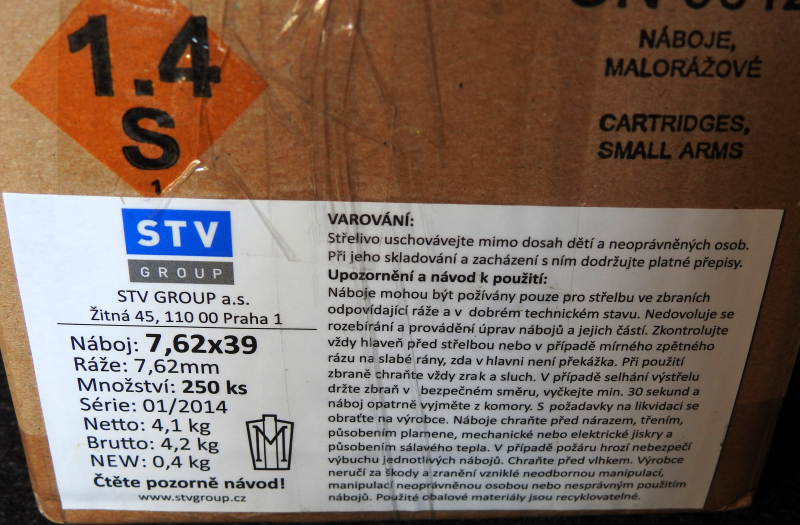 1.4
S
1
NÁBOJE,
MALORÁŽOVÉ
CARTRIDGES,
SMALL ARMS
STV
GROUP
STV GROUP a.s.
Žitná 45, 110 00 Praha 1
Náboj: 7,62x39
Ráže: 7,62mm
Množství: 250 ks
Série: 01/2014
Netto: 4,1 kg
Brutto: 4,2 kg
NEW: 0,4 kg
Čtěte pozorně návod!
www.stvgroup.cz
VAROVÁNÍ:
Střelivo uschovávejte mimo dosah dětí a neoprávněných osob.
Při jeho skladování a zacházení s ním dodržujte platné přepisy.
Upozornění a návod k použití:
Náboje mohou být požívány pouze pro střelbu ve zbraních
odpovídající ráže a v dobrém technickém stavu. Nedovoluje se
rozebírání a provádění úprav nábojů a jejich částí. Zkontrolujte
vždy hlaveň před střelbou nebo v případě mírného zpětného
rázu na slabé rány, zda v hlavni není překážka. Při použití
zbraně chraňte vždy zrak a sluch. V případě selhání výstřelu
držte zbraň v bezpečném směru, vyčkejte min. 30 sekund a
náboj opatrně vyjměte z komory. S požadavky na likvidaci se
obraťte na výrobce. Náboje chraňte před nárazem, třením,
působením plamene, mechanické nebo elektrické jiskry a
působením sálavého tepla. V případě požáru hrozí nebezpečí
výbuchu jednotlivých nábojů. Chraňte před vlhkem. Výrobce
neručí za škody a zranění vzniklé neodbornou manipulací,
manipulací neoprávněnou osobou nebo nesprávným použitím
nábojů. Použité obalové materiály jsou recyklovatelné.